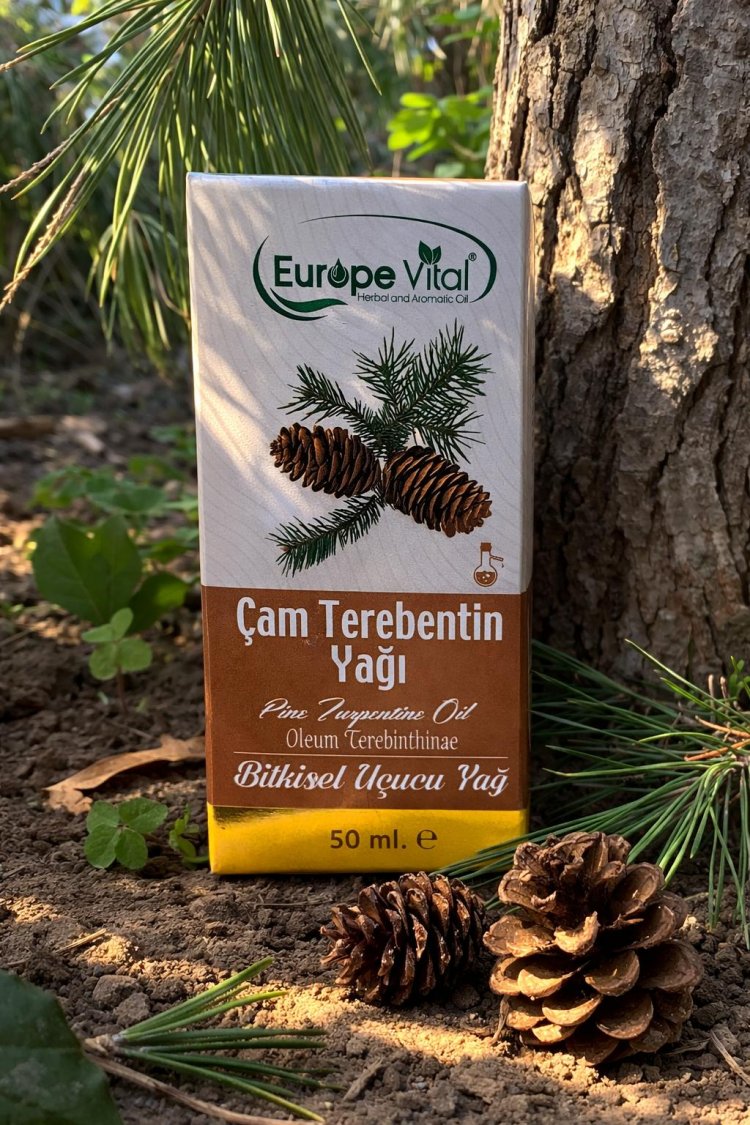 Europe Vital®
Herbal and Aromatic Oil
Çam Terebentin
Yağı
Pine Turpentine Oil
Oleum Terebinthinae
Bitkisel Uçucu Yağ
50 ml. ℮